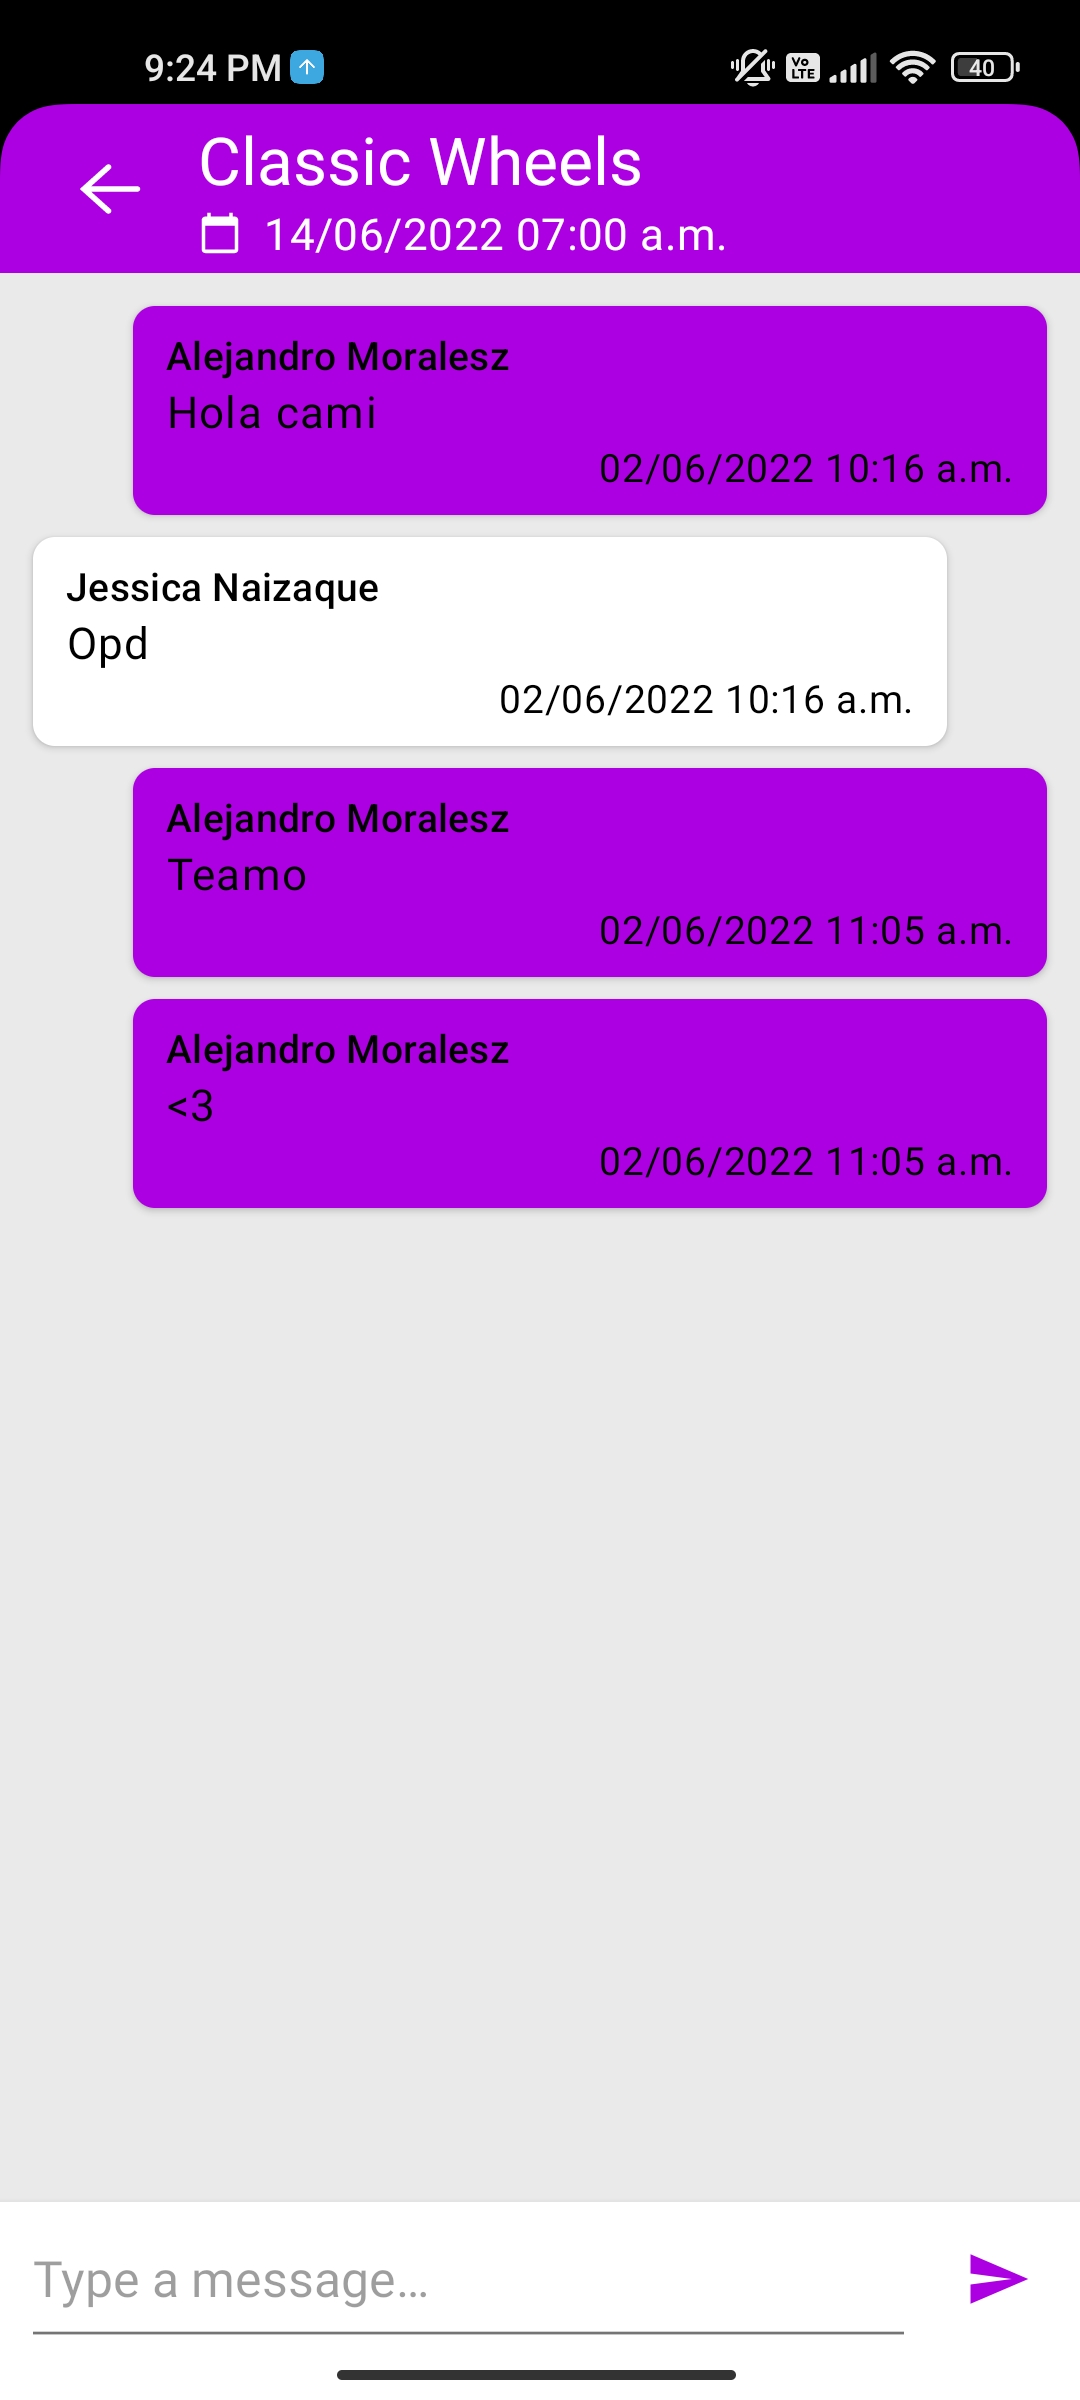 9:24 PM
Vo
LTE
40
Classic Wheels
14/06/2022 07:00 a.m.
Alejandro Moralesz
Hola cami
02/06/2022 10:16 a.m.
Jessica Naizaque
Opd
02/06/2022 10:16 a.m.
Alejandro Moralesz
Teamo
02/06/2022 11:05 a.m.
Alejandro Moralesz
<3
02/06/2022 11:05 a.m.
Type a message...